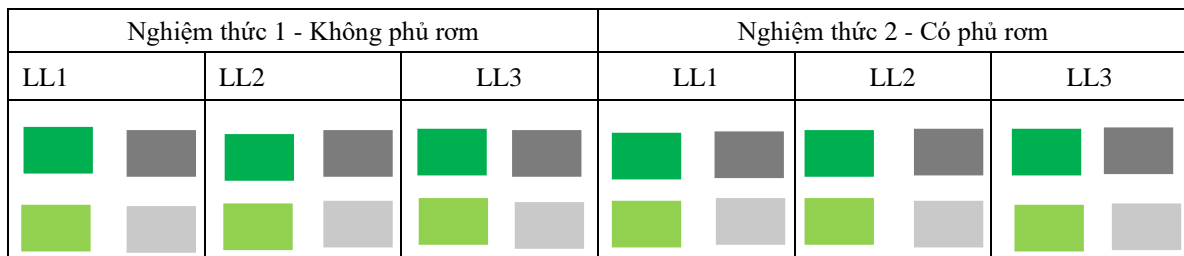 Nghiệm thức 1 - Không phủ rơm
Nghiệm thức 2 - Có phủ rơm
LL1
LL2
LL3
LL1
LL2
LL3